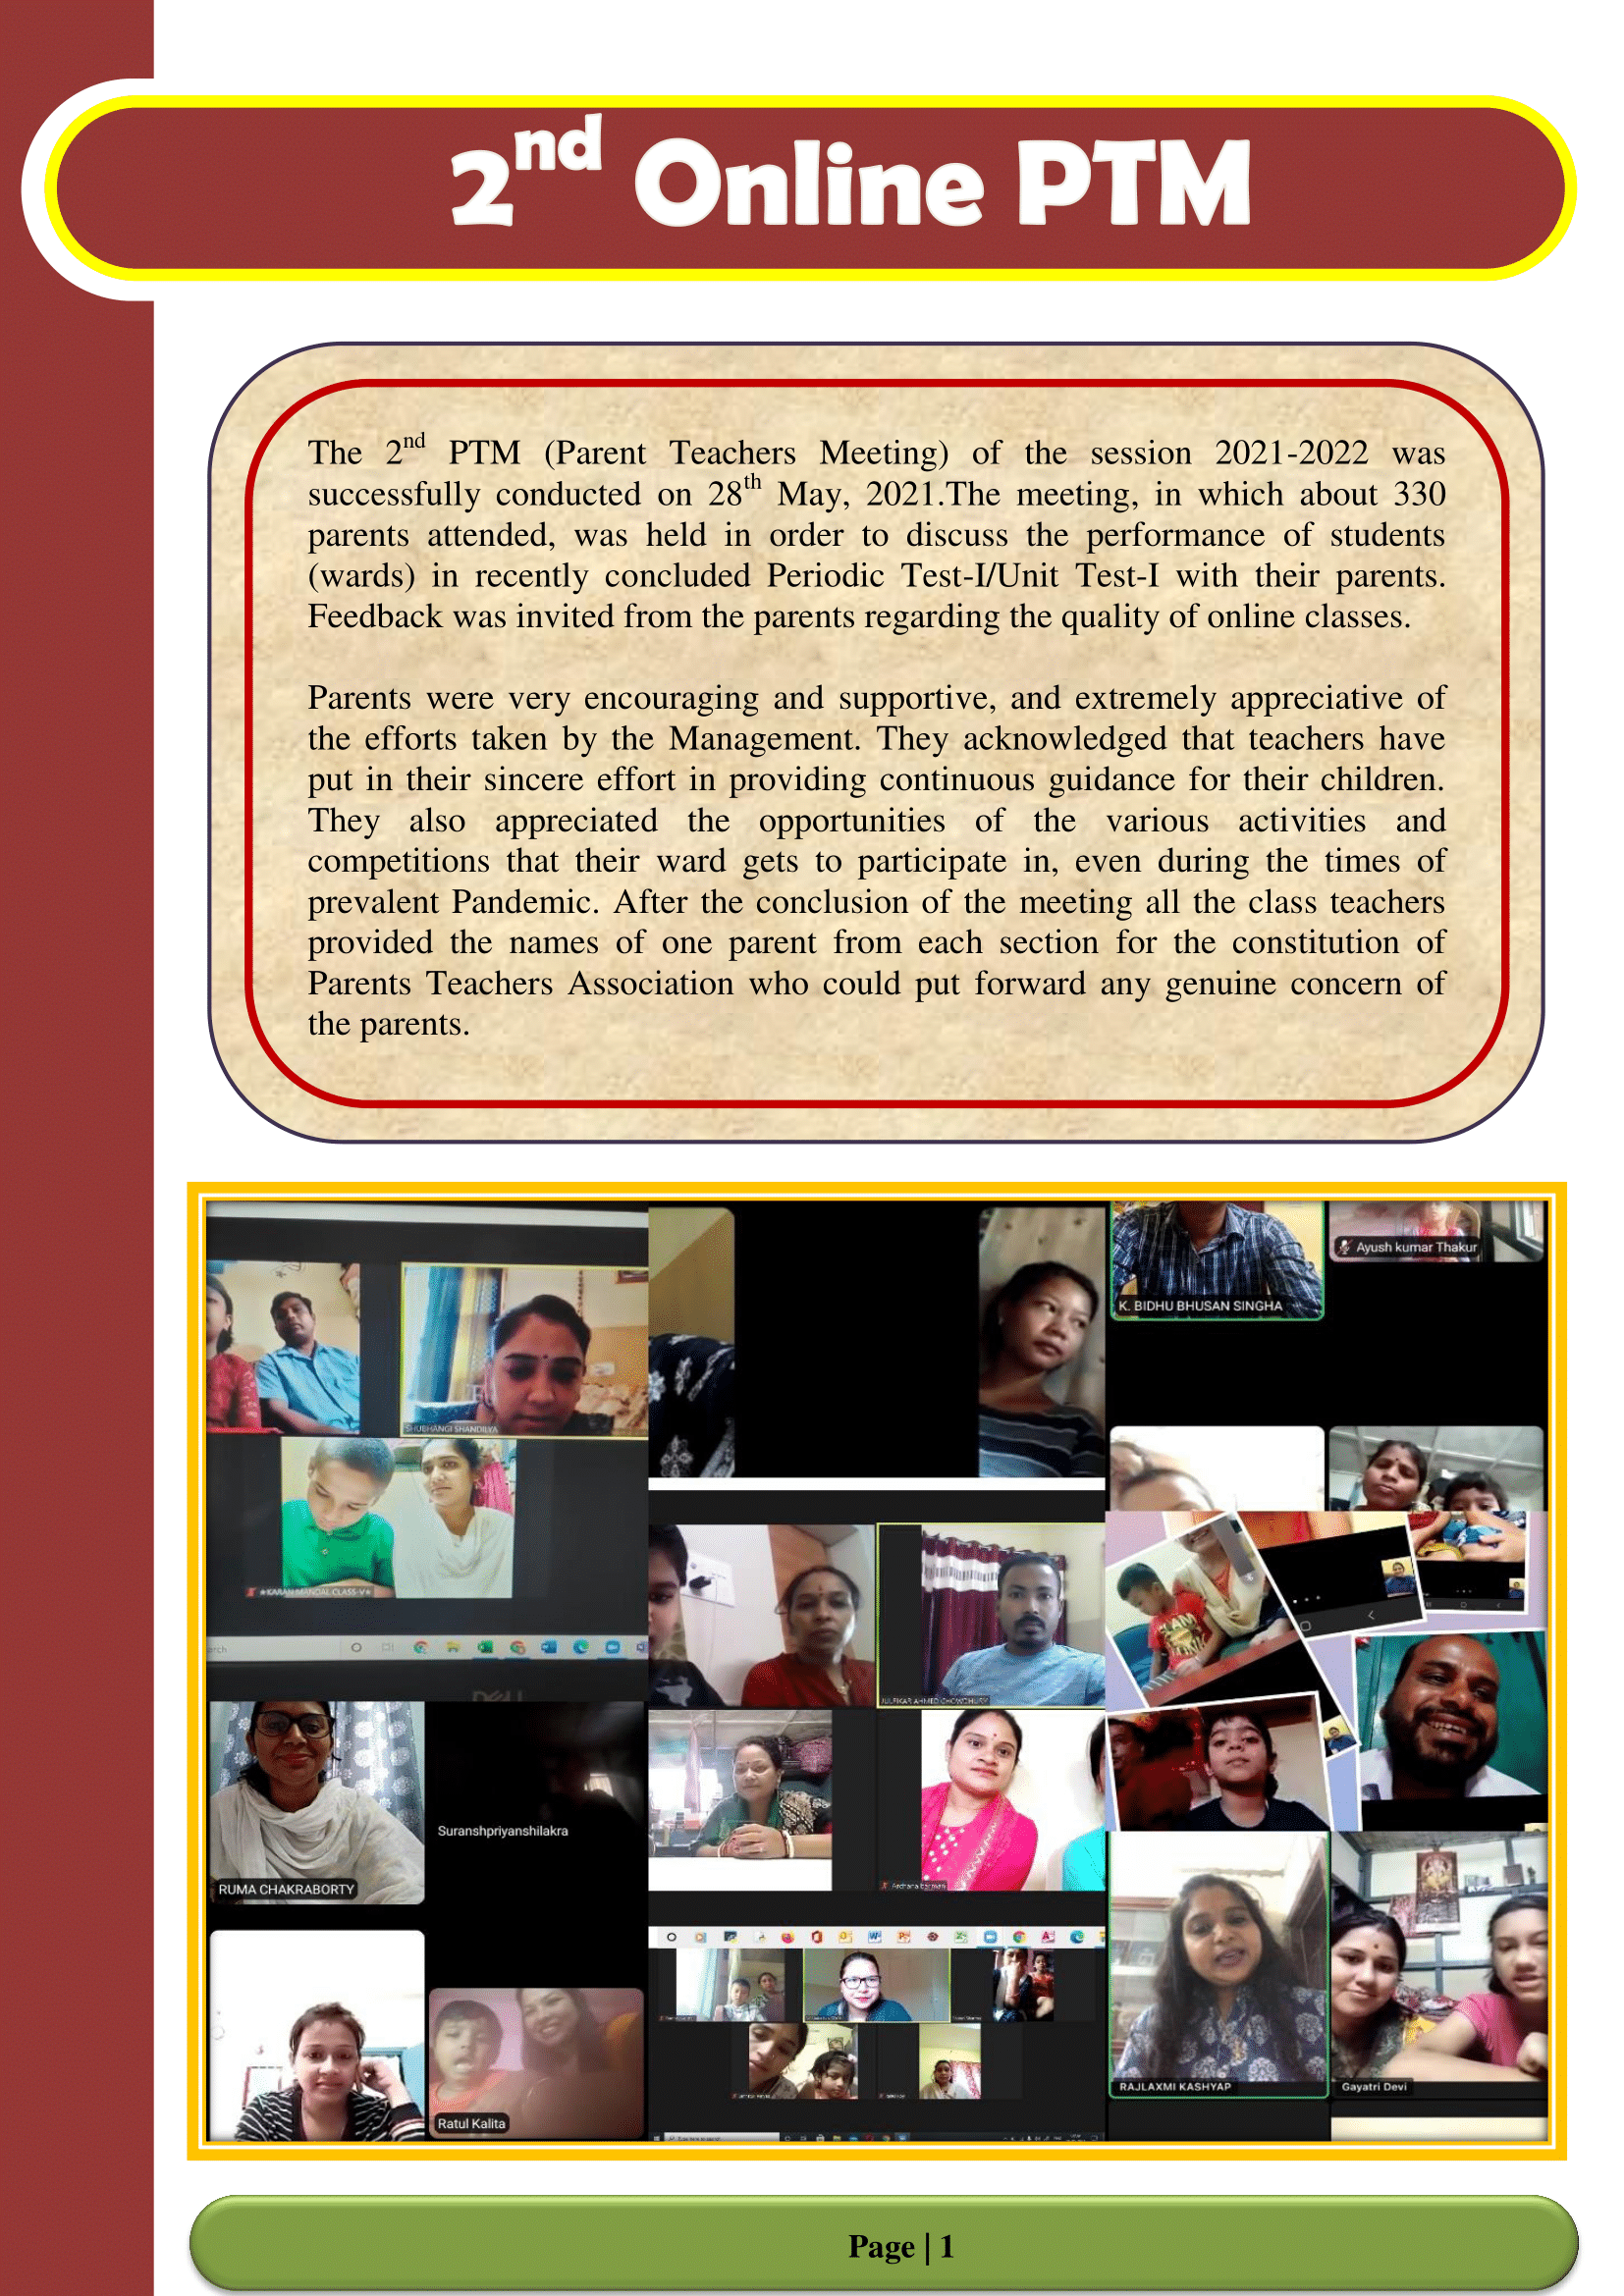 2nd Online PTM
The 2nd PTM (Parent Teachers Meeting) of the session 2021-2022 was
successfully conducted on 28th May, 2021.The meeting, in which about 330
parents attended, was held in order to discuss the performance of students
(wards) in recently concluded Periodic Test-I/Unit Test-I with their parents.
Feedback was invited from the parents regarding the quality of online classes.
Parents were very encouraging and supportive, and extremely appreciative of
the efforts taken by the Management. They acknowledged that teachers have
put in their sincere effort in providing continuous guidance for their children.
They also appreciated the opportunities of the various activities and
competitions that their ward gets to participate in, even during the times of
prevalent Pandemic. After the conclusion of the meeting all the class teachers
provided the names of one parent from each section for the constitution of
Parents Teachers Association who could put forward any genuine concern of
the parents.
Ayush kumar Thakur
K. BIDHU BHUSAN SINGHA
SHUBHANGI SHANDILYA
KARAN MANDAL CLASS-V
JULFIKAR AHMED CHOWDHURY
Suranshpriyanshilakra
RUMA CHAKRABORTY
RAJLAXMI KASHYAP
Gayatri Devi
Ratul Kalita
Page | 1